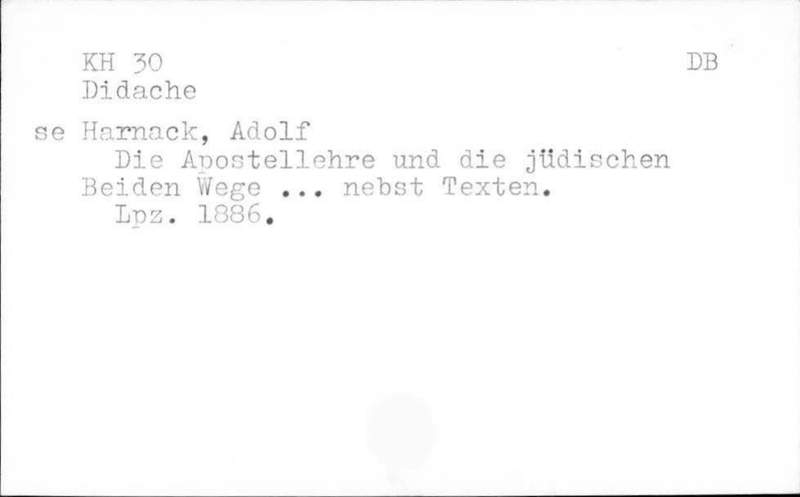 KH 30 DB
Didache
se Harnack, Adolf
Die Apostellehre und die jüdischen
Beiden Wege ... nebst Texten.
Lpz. 1886.